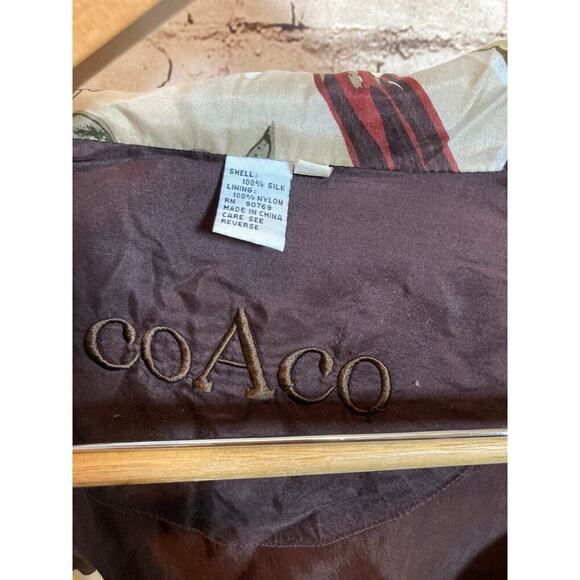 SHELL:
100% SILK
LINING:
100% NYLON
RN 90769
MADE IN CHINA
CARE SEE
REVERSE
coAco